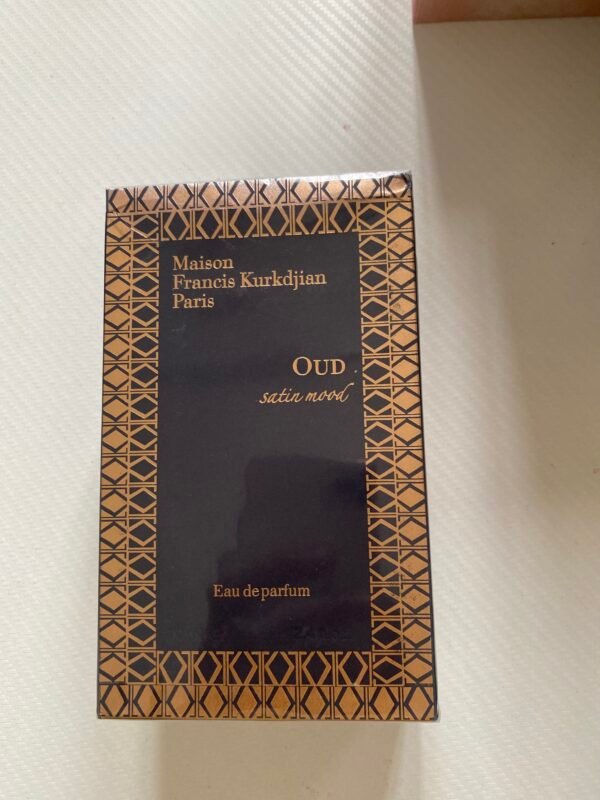 Maison
Francis Kurkdjian
Paris
OUD
satin mood
Eau de parfum